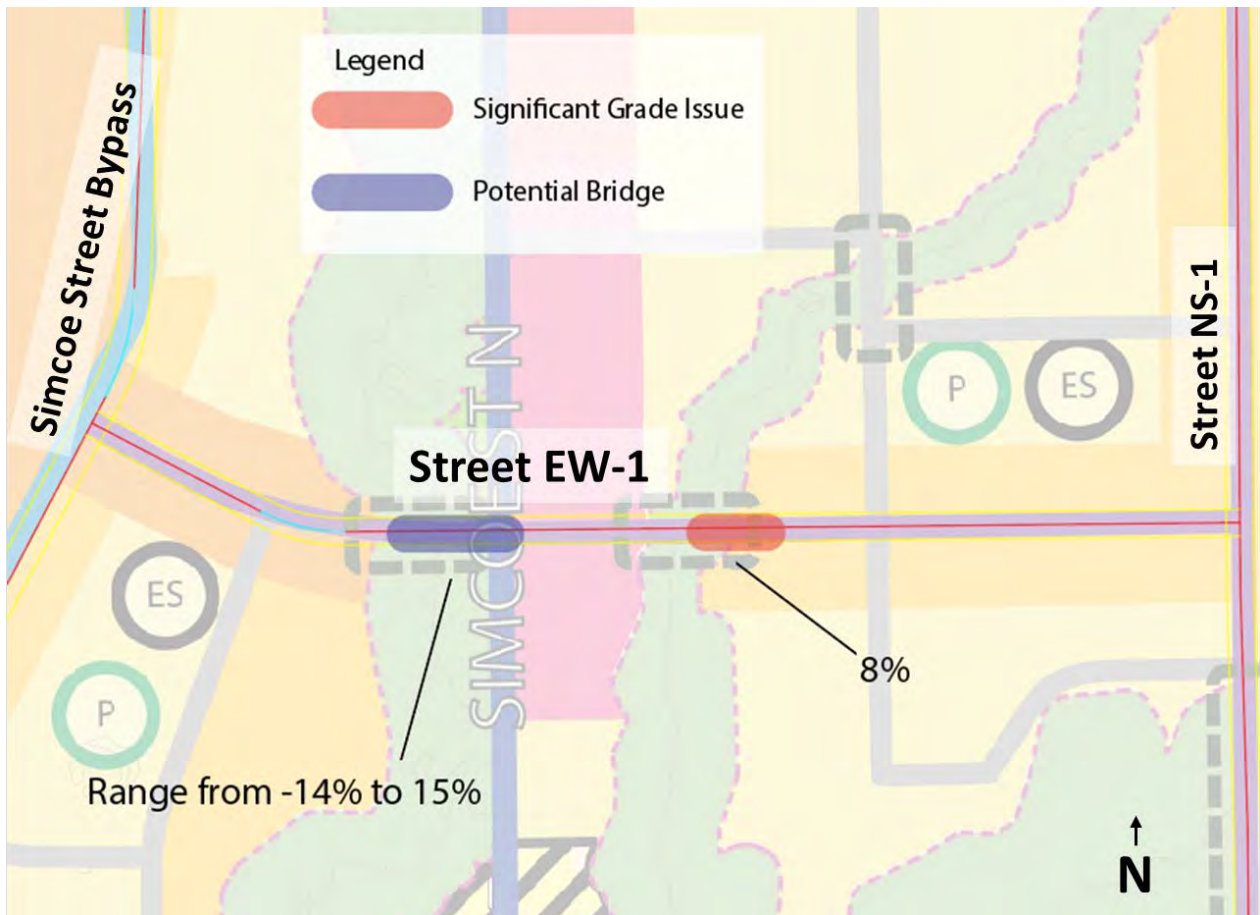 Legend
Significant Grade Issue
Potential Bridge
Simcoe Street Bypass
Street NS-1
P
ES
SIMCOE ST N
Street EW-1
ES
8%
P
Range from -14% to 15%
N